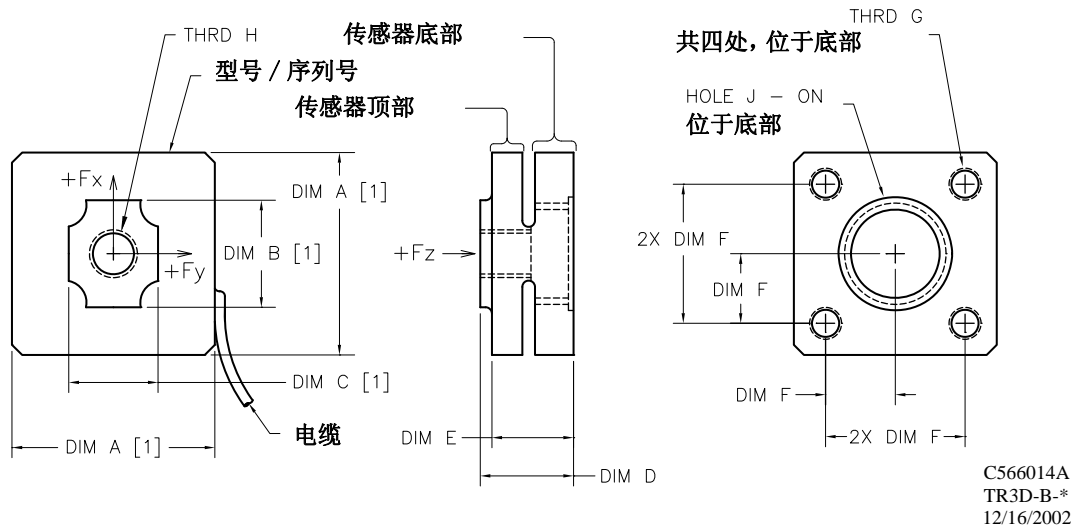 THRD H
型号 / 序列号
传感器底部
传感器顶部
THRD G
共四处, 位于底部
HOLE J - ON
位于底部
+Fx
+Fy
DIM A [1]
DIM B [1]
DIM C [1]
DIM A [1]
电缆
+Fz
DIM E
DIM D
2X DIM F
DIM F
DIM F
2X DIM F
C566014A
TR3D-B-*
12/16/2002